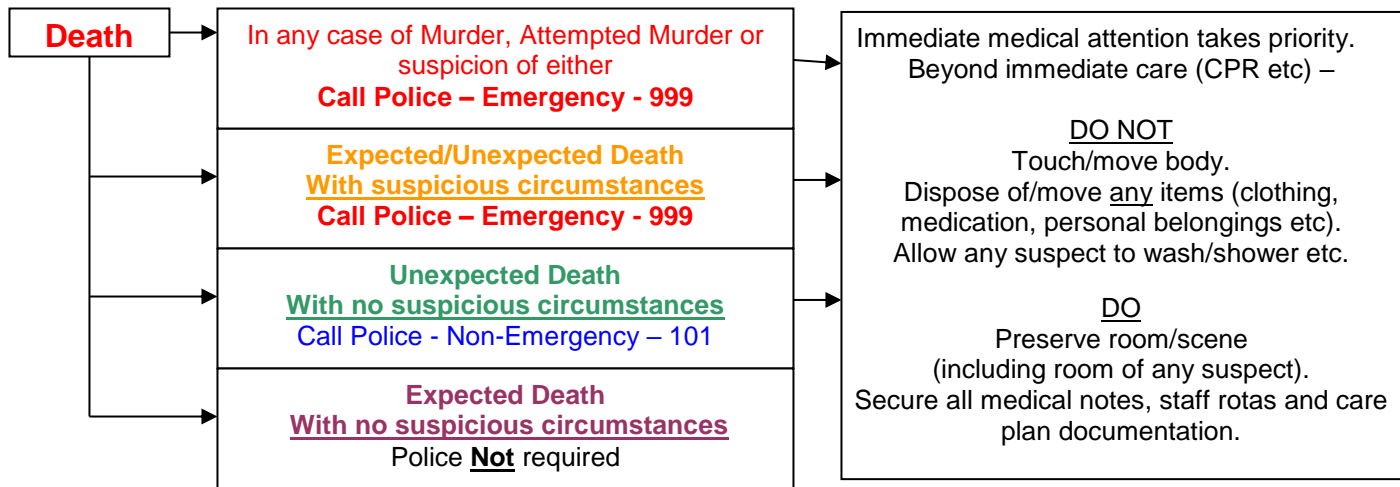 Death
In any case of Murder, Attempted Murder or
suspicion of either
Call Police – Emergency - 999
Expected/Unexpected Death
With suspicious circumstances
Call Police – Emergency - 999
Unexpected Death
With no suspicious circumstances
Call Police - Non-Emergency – 101
Expected Death
With no suspicious circumstances
Police Not required
Immediate medical attention takes priority.
Beyond immediate care (CPR etc) –
DO NOT
Touch/move body.
Dispose of/move any items (clothing,
medication, personal belongings etc).
Allow any suspect to wash/shower etc.
DO
Preserve room/scene
(including room of any suspect).
Secure all medical notes, staff rotas and care
plan documentation.